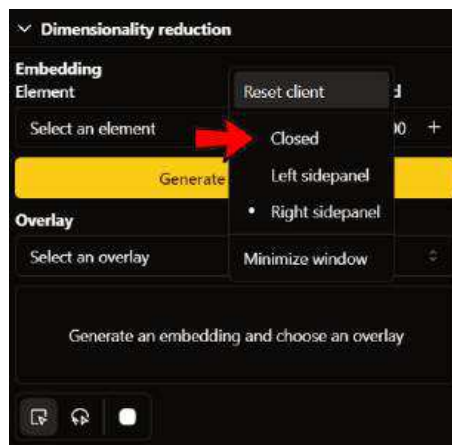 Dimensionality reduction
Embedding
Element
Reset client
Select an element
Closed
+
Generate
Left sidepanel
Overlay
• Right sidepanel
Select an overlay
Minimize window
Generate an embedding and choose an overlay